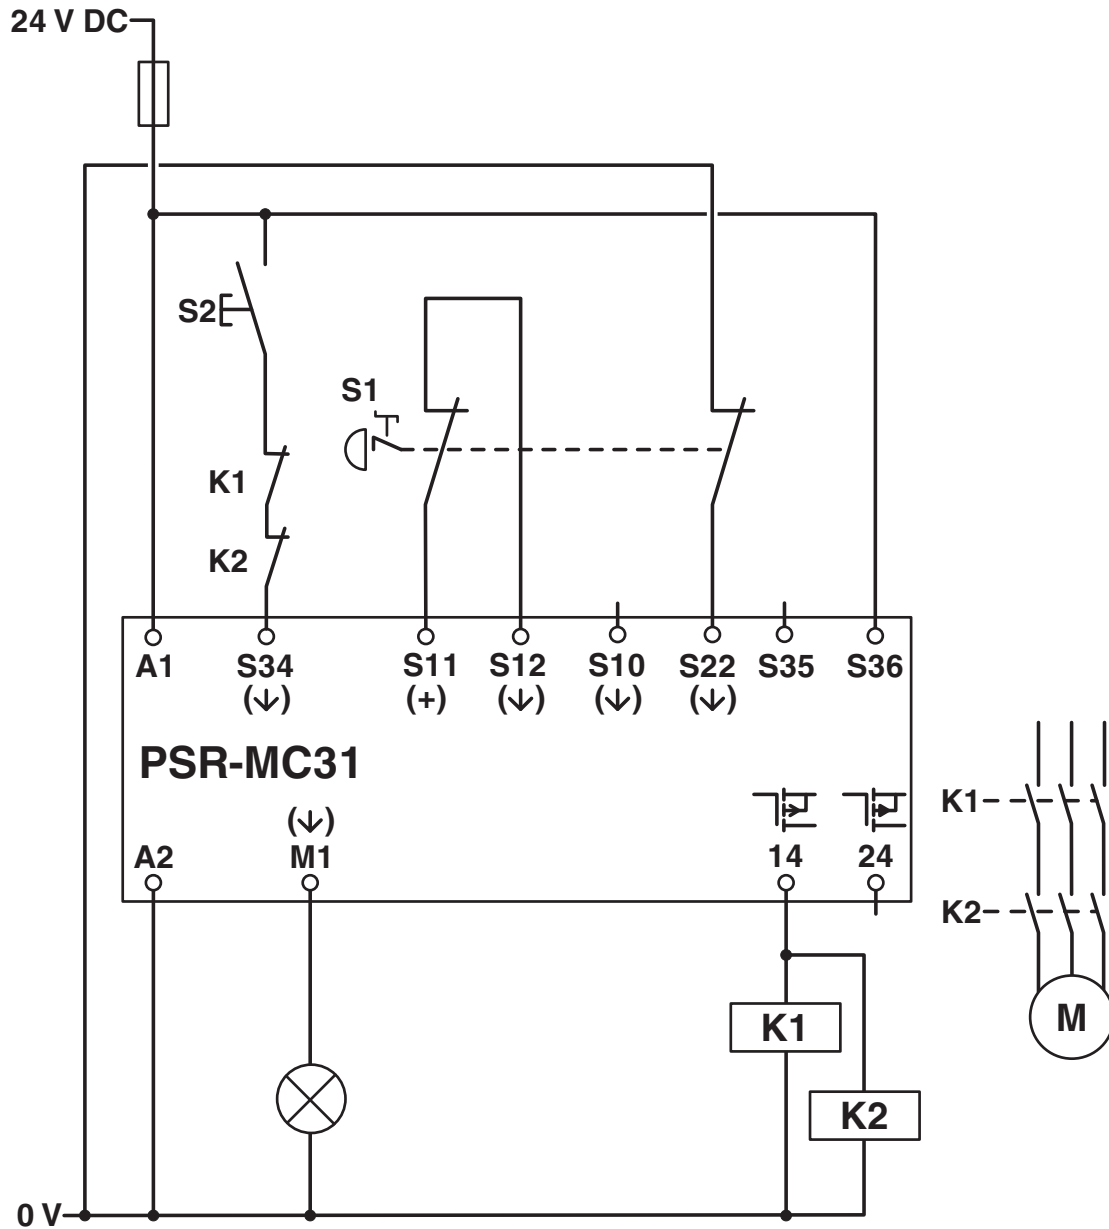 24 V DC
S2
S1
K1
K2
A1 S34 S11 S12 S10 S22 S35 S36
(↓) (+) (↓) (↓) (↓)
PSR-MC31
(↓)
A2 M1 14 24
K1
K2
K1
M
K2
0 V